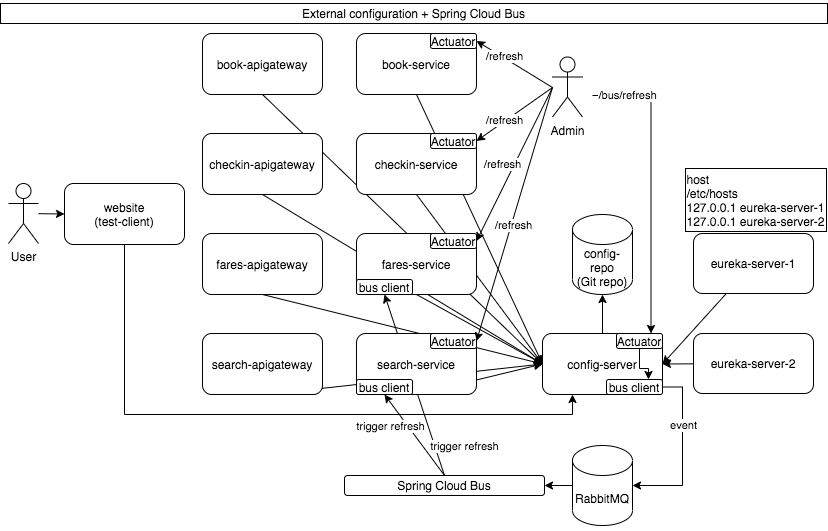 External configuration + Spring Cloud Bus
book-apigateway
Actuator
book-service
/refresh
Admin
~/bus/refresh
checkin-apigateway
Actuator
checkin-service
/refresh
/refresh
/refresh
host
/etc/hosts
127.0.0.1 eureka-server-1
127.0.0.1 eureka-server-2
User
website
(test-client)
fares-apigateway
Actuator
fares-service
bus client
config-
repo
(Git repo)
eureka-server-1
search-apigateway
Actuator
search-service
bus client
Actuator
config-server
bus client
eureka-server-2
trigger refresh
trigger refresh
event
Spring Cloud Bus
RabbitMQ